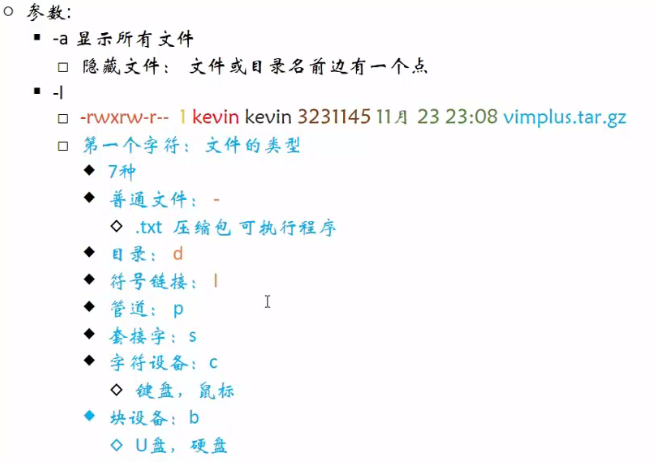 参数:
-a 显示所有文件
隐藏文件： 文件或目录名前边有一个点
-l
-rwxrw-r-- 1 kevin kevin 3231145 11月 23 23:08 vimplus.tar.gz
第一个字符：文件的类型
7种
普通文件： -
.txt 压缩包 可执行程序
目录： d
符号链接： l
管道： p
套接字：s
字符设备：c
键盘，鼠标
块设备：b
U盘，硬盘